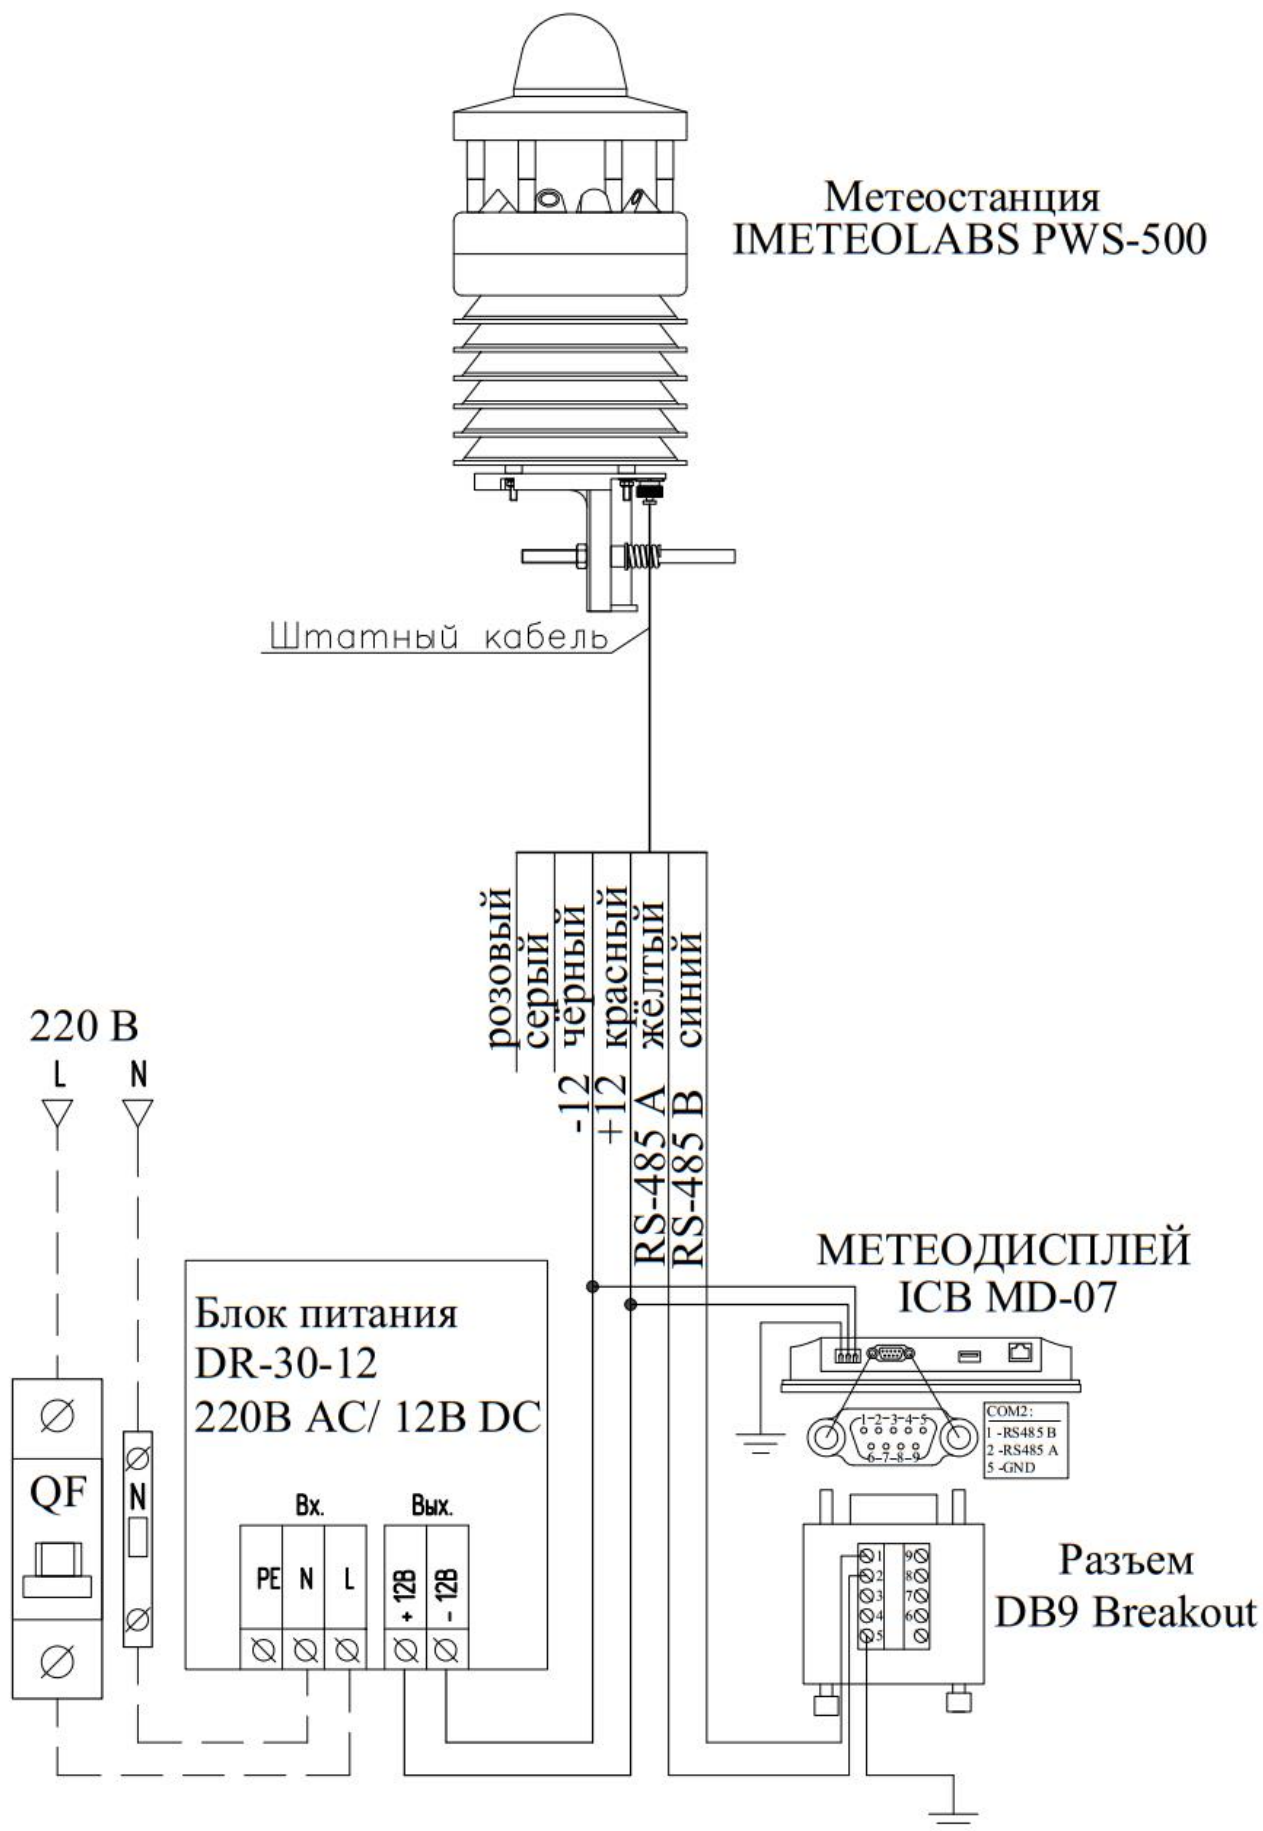 Метеостанция
IMETEOLABS PWS-500
Штатный кабель
розовый
серый
чёрный
красный
жёлтый
синий
-12
+12
RS-485 A
RS-485 B
220 В
L
N
QF
N
Блок питания
DR-30-12
220В AC/ 12В DC
Вх.
Вых.
PE
N
L
+ 12В
- 12В
МЕТЕОДИСПЛЕЙ
ICB MD-07
1-2-3-4-5
6-7-8-9
COM2:
1 -RS485 B
2 -RS485 A
5 -GND
1 9
2 8
3 7
4 6
5
Разъем
DB9 Breakout